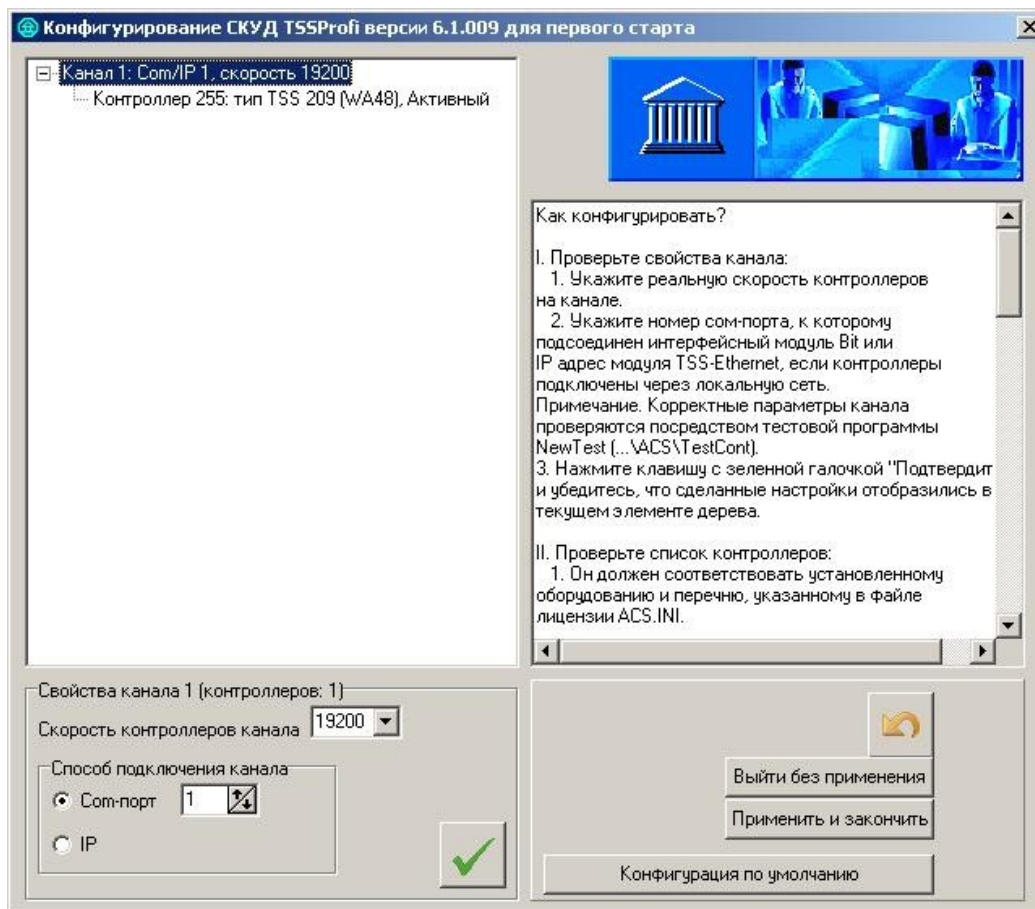 Конфигурирование СКУД TSSProfi версии 6.1.009 для первого старта
Канал 1: Com/IP 1, скорость 19200
Контроллер 255: тип TSS 209 (WA48), Активный
Как конфигурировать?
I. Проверьте свойства канала:
1. Укажите реальную скорость контроллеров
на канале.
2. Укажите номер com-порта, к которому
подсоединен интерфейсный модуль Bit или
IP адрес модуля TSS-Ethernet, если контроллеры
подключены через локальную сеть.
Примечание. Корректные параметры канала
проверяются посредством тестовой программы
NewTest (...\ACS\TestCont).
3. Нажмите клавишу с зеленной галочкой "Подтвердит
и убедитесь, что сделанные настройки отобразились в
текущем элементе дерева.
II. Проверьте список контроллеров:
1. Он должен соответствовать установленному
оборудованию и перечню, указанному в файле
лицензии ACS.INI.
Свойства канала 1 (контроллеров: 1)
Скорость контроллеров канала 19200
Способ подключения канала
Com-порт 1
IP
Выйти без применения
Применить и закончить
Конфигурация по умолчанию